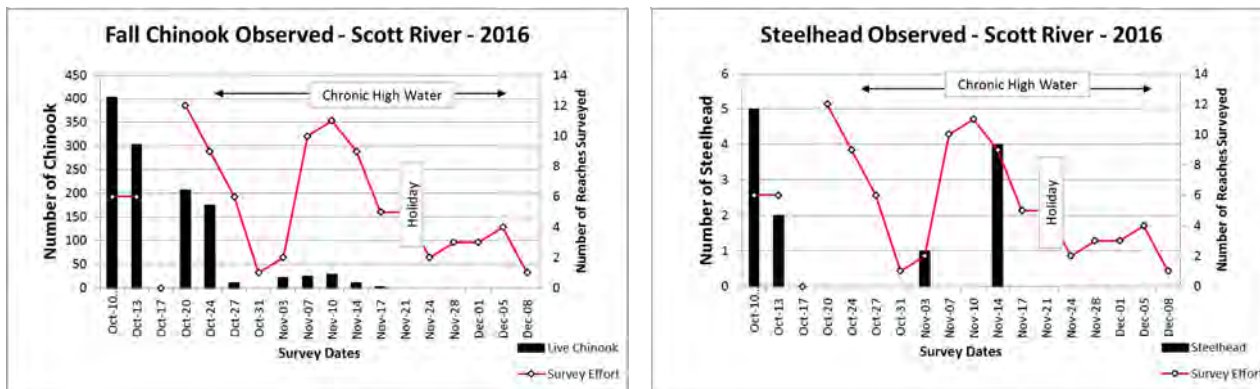 Fall Chinook Observed - Scott River - 2016
Number of Chinook
450
400
350
300
250
200
150
100
50
0
Chronic High Water
Holiday
14
12
10
8
6
4
2
0
Number of Reaches Surveyed
Oct-10
Oct-13
Oct-17
Oct-20
Oct-24
Oct-27
Oct-31
Nov-03
Nov-07
Nov-10
Nov-14
Nov-17
Nov-21
Nov-24
Nov-28
Dec-01
Dec-05
Dec-08
Survey Dates
Live Chinook
Survey Effort
Steelhead Observed - Scott River - 2016
Number of Steelhead
6
5
4
3
2
1
0
Chronic High Water
Holiday
14
12
10
8
6
4
2
0
Number of Reaches Surveyed
Oct-10
Oct-13
Oct-17
Oct-20
Oct-24
Oct-27
Oct-31
Nov-03
Nov-07
Nov-10
Nov-14
Nov-17
Nov-21
Nov-24
Nov-28
Dec-01
Dec-05
Dec-08
Survey Dates
Steelhead
Survey Effort